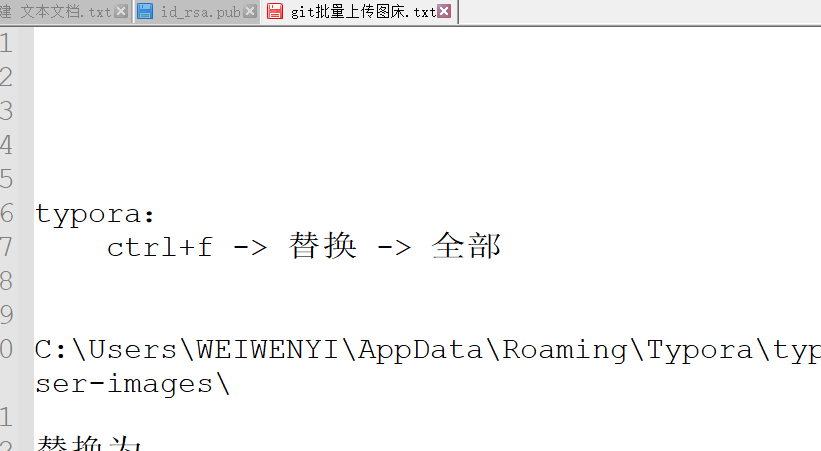 建 文本文档.txt id_rsa.pub git批量上传图床.txt
1
2
3
4
5
6 typora:
7 ctrl+f -> 替换 -> 全部
8
9
0 C:\Users\WEIWENYI\AppData\Roaming\Typora\typ
ser-images\
1
2 替换为